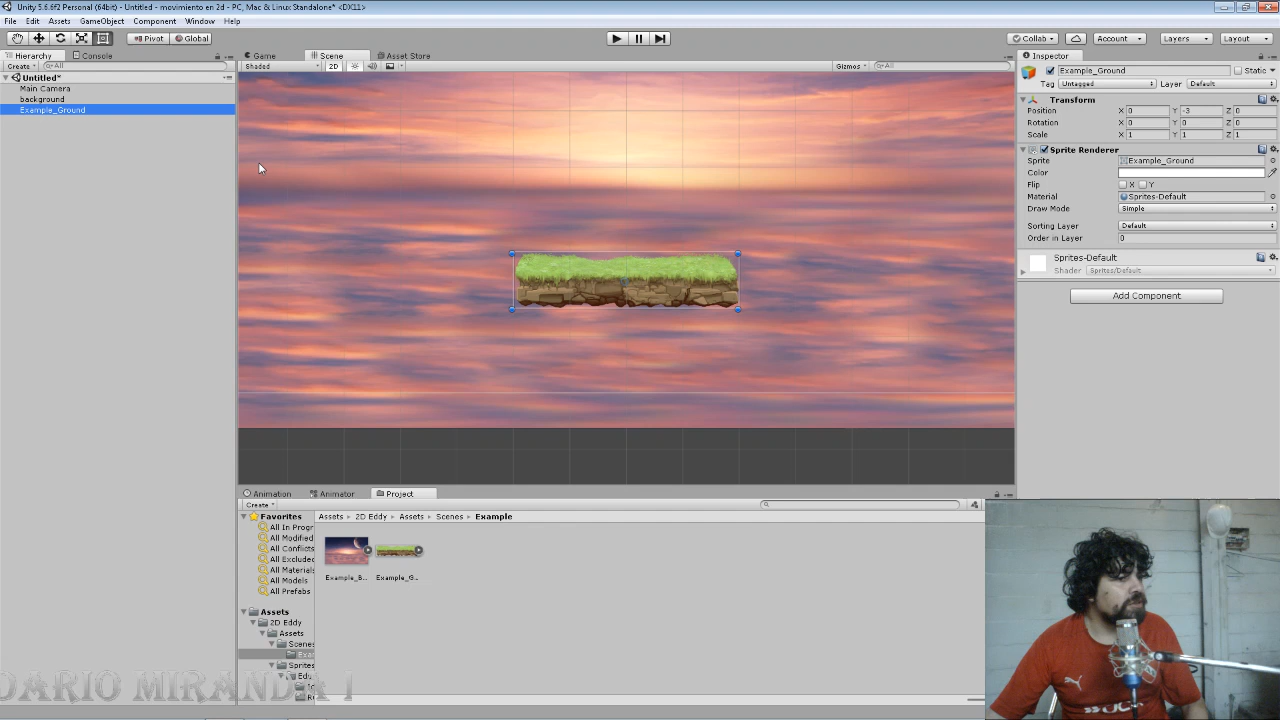 Unity 5.6.6f2 Personal (64bit) - Untitled - movimiento en 2d - PC, Mac & Linux Standalone* <DX11>
File Edit Assets GameObject Component Window Help
Pivot Global Collab Account Layers Layout
Hierarchy Console Game Scene Asset Store Inspector
Create All Shaded 2D Gizmos All
Untitled*
Main Camera
background
Example_Ground
Example_Ground Static
Tag Untagged Layer Default
Transform
Position X 0 Y -3 Z 0
Rotation X 0 Y 0 Z 0
Scale X 1 Y 1 Z 1
Sprite Renderer
Sprite Example_Ground
Color
Flip X Y
Material Sprites-Default
Draw Mode Simple
Sorting Layer Default
Order in Layer 0
Sprites-Default
Shader Sprites/Default
Add Component
Animation Animator Project
Create
Favorites
All In Progr
All Modified
All Conflicts
All Excluded
All Materials
All Models
All Prefabs
Assets
2D Eddy
Assets
Scenes
Exa
Sprites
Edd
Assets 2D Eddy Assets Scenes Example
Example_B... Example_G...
DARIO MIRANDA I